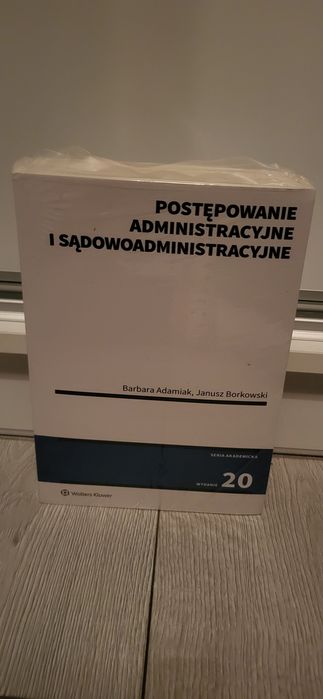 POSTĘPOWANIE
ADMINISTRACYJNE
I SĄDOWOADMINISTRACYJNE
Barbara Adamiak, Janusz Borkowski
SERIA AKADEMICKA
WYDANIE 20
Wolters Kluwer